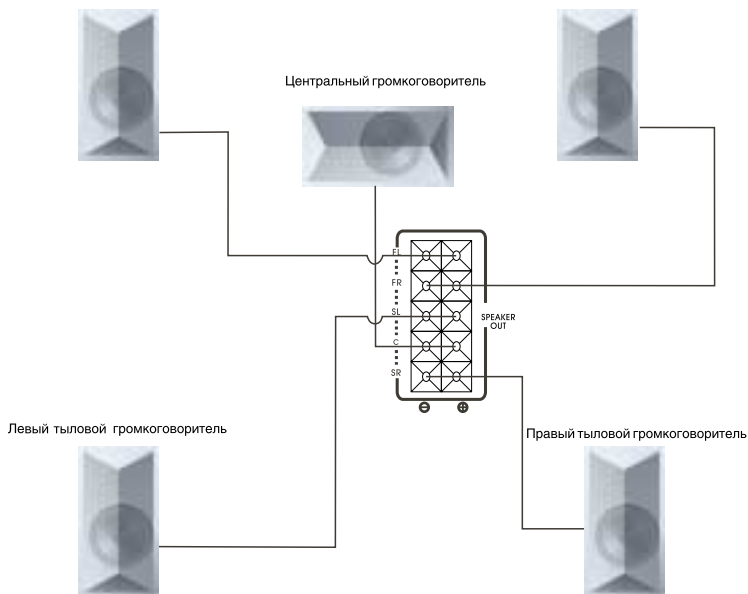 Центральный громкоговоритель
FL
FR
SL
SPEAKER
OUT
C
SR
⊖ ⊕
Левый тыловой громкоговоритель
Правый тыловой громкоговоритель